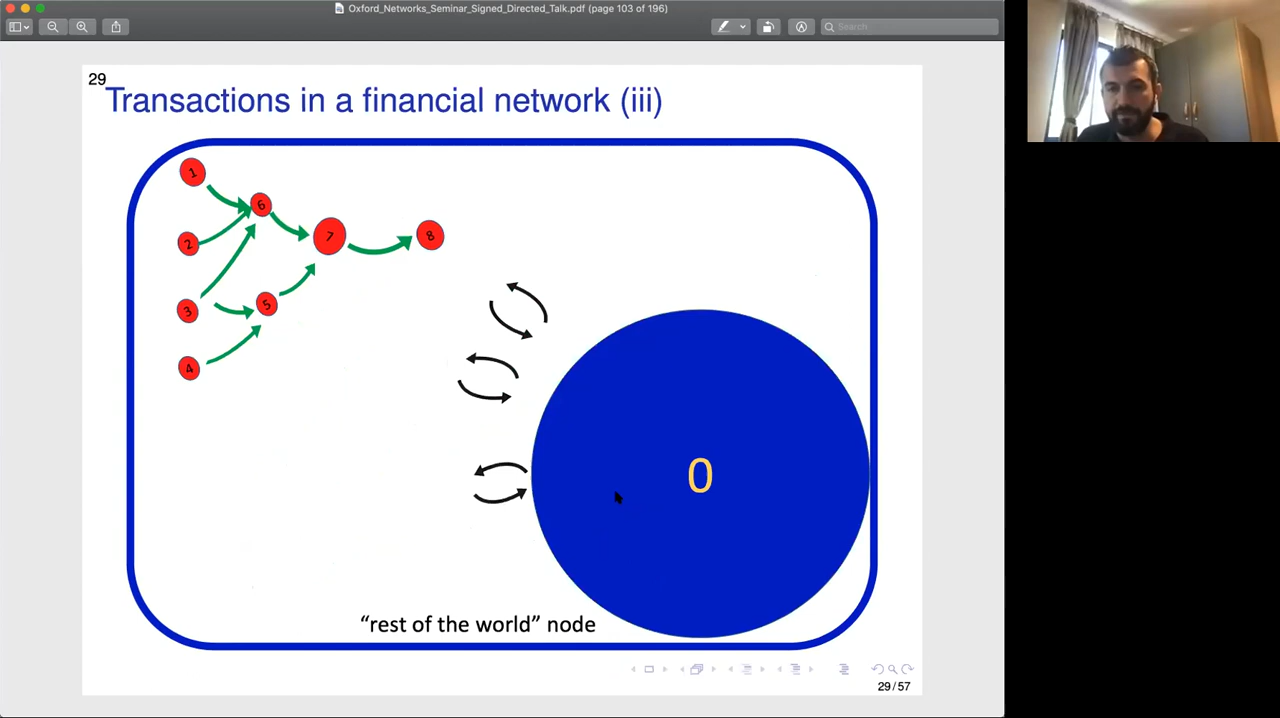 Oxford_Networks_Seminar_Signed_Directed_Talk.pdf (page 103 of 196)
Search
29
Transactions in a financial network (iii)
1
6
2
7
8
3
5
4
0
“rest of the world” node
29/57